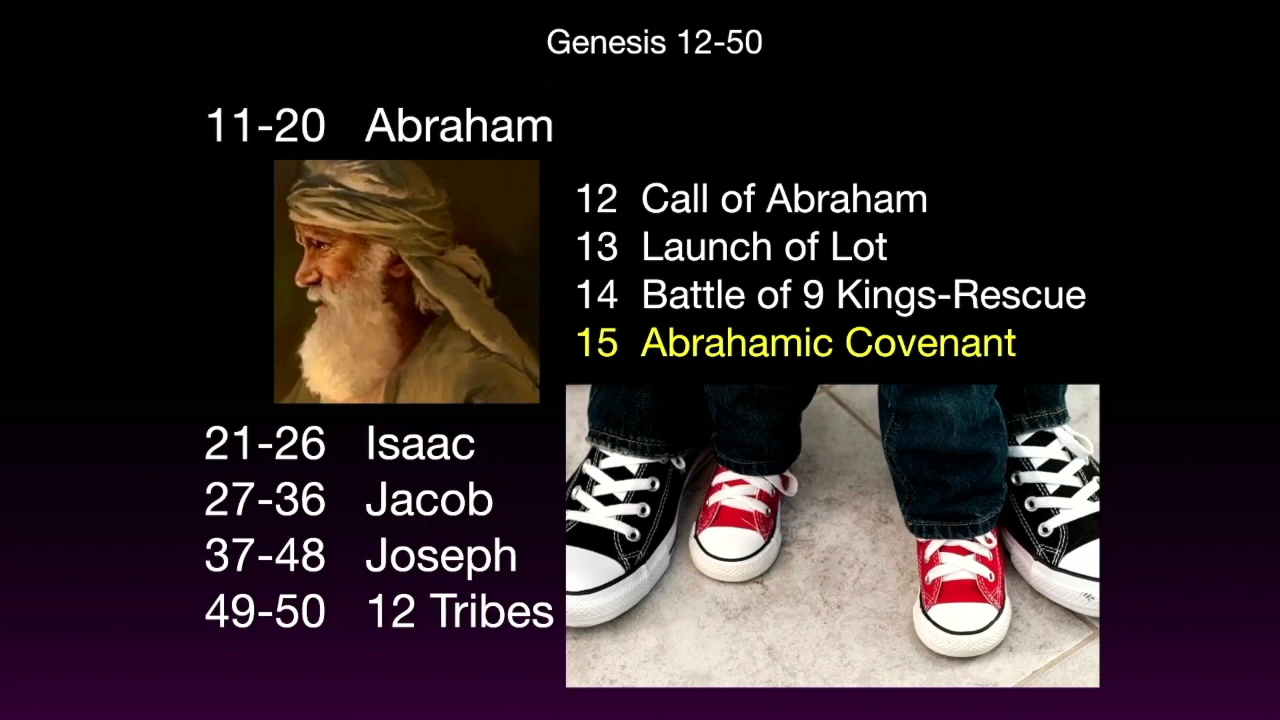 Genesis 12-50
11-20 Abraham
12 Call of Abraham
13 Launch of Lot
14 Battle of 9 Kings-Rescue
15 Abrahamic Covenant
21-26 Isaac
27-36 Jacob
37-48 Joseph
49-50 12 Tribes